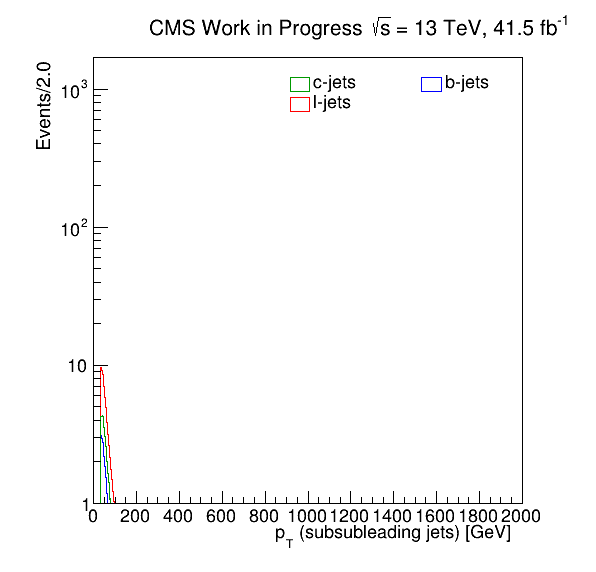 CMS Work in Progress √s = 13 TeV, 41.5 fb⁻¹
Events/2.0
c-jets
b-jets
l-jets
10³
10²
10
1
0 200 400 600 800 1000 1200 1400 1600 1800 2000
p_T (subsubleading jets) [GeV]